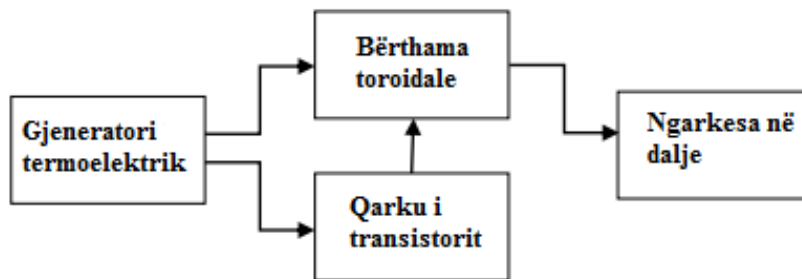 Gjeneratori
termoelektrik
Bërthama
toroidale
Qarku i
transistorit
Ngarkesa në
dalje